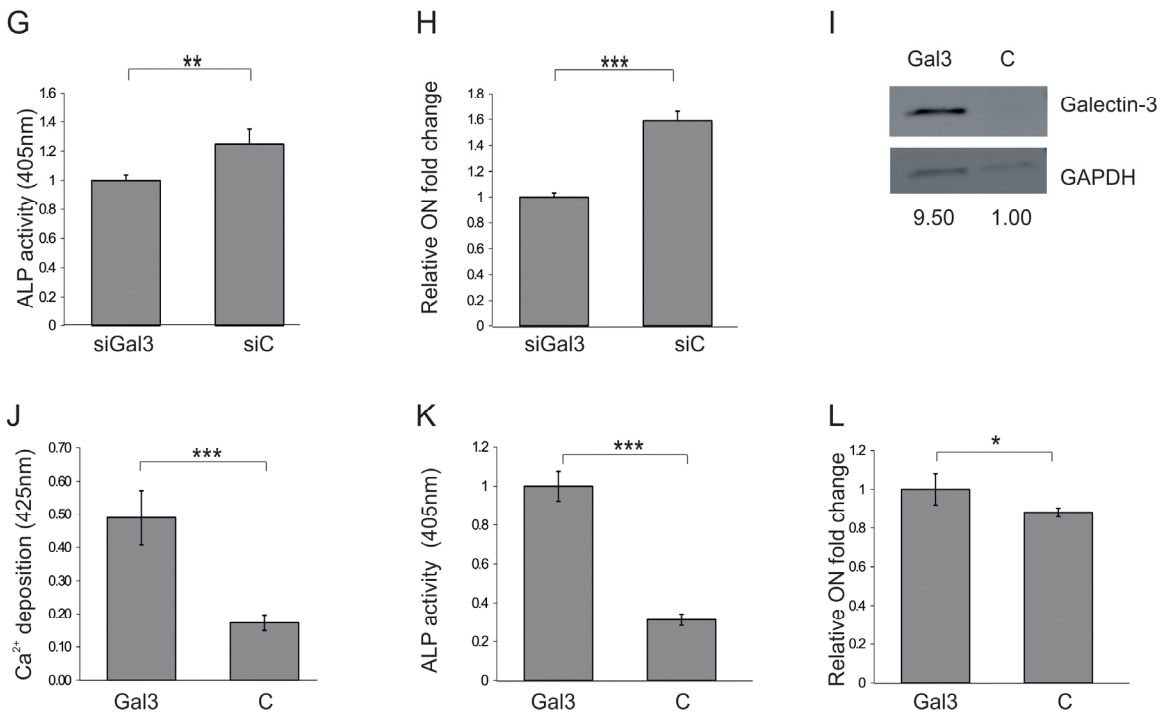 G
**
ALP activity (405nm)
1.6
1.4
1.2
1
0.8
0.6
0.4
0.2
0
siGal3 siC
H
***
Relative ON fold change
1.8
1.6
1.4
1.2
1
0.8
0.6
0.4
0.2
0
siGal3 siC
I
Gal3 C
Galectin-3
GAPDH
9.50 1.00
J
***
Ca²⁺ deposition (425nm)
0.70
0.60
0.50
0.40
0.30
0.20
0.10
0.00
Gal3 C
K
***
ALP activity (405nm)
1.2
1
0.8
0.6
0.4
0.2
0
Gal3 C
L
*
Relative ON fold change
1.2
1
0.8
0.6
0.4
0.2
0
Gal3 C